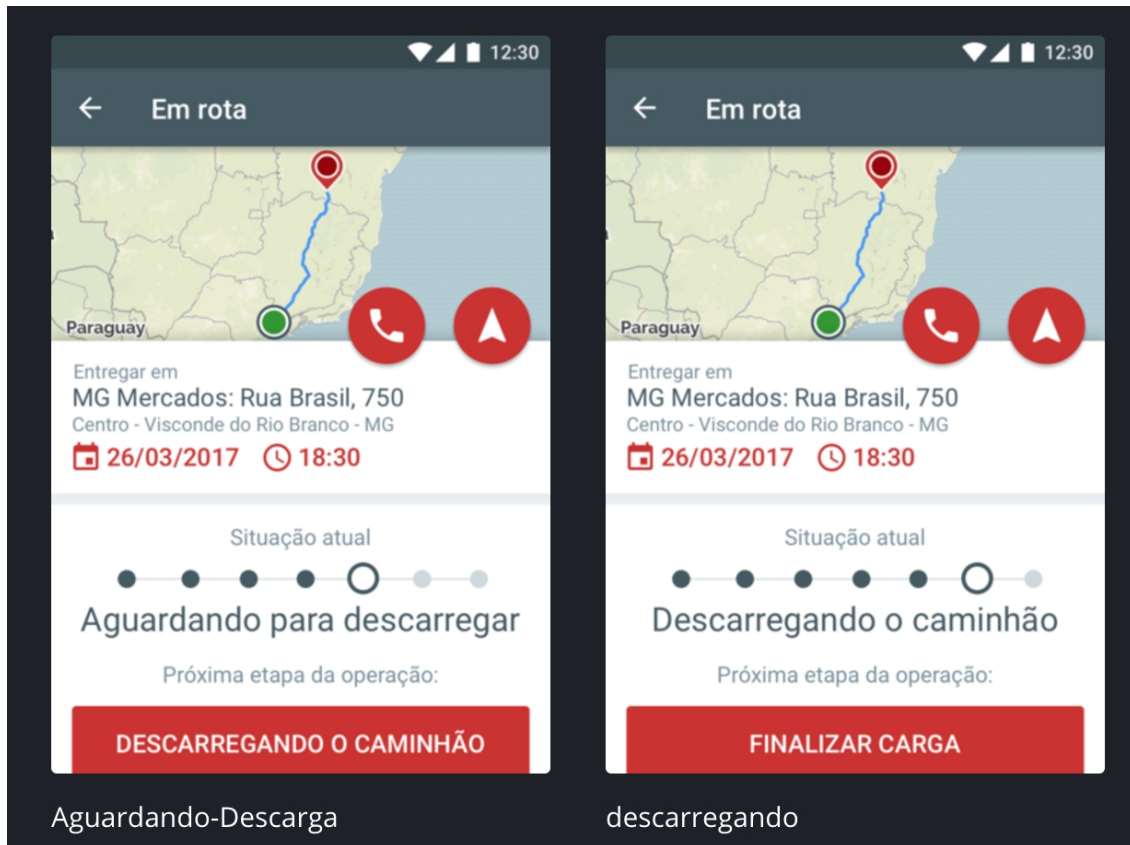 12:30
Em rota
Paraguay
Entregar em
MG Mercados: Rua Brasil, 750
Centro - Visconde do Rio Branco - MG
26/03/2017 18:30
Situação atual
Aguardando para descarregar
Próxima etapa da operação:
DESCARREGANDO O CAMINHÃO
Aguardando-Descarga
12:30
Em rota
Paraguay
Entregar em
MG Mercados: Rua Brasil, 750
Centro - Visconde do Rio Branco - MG
26/03/2017 18:30
Situação atual
Descarregando o caminhão
Próxima etapa da operação:
FINALIZAR CARGA
descarregando